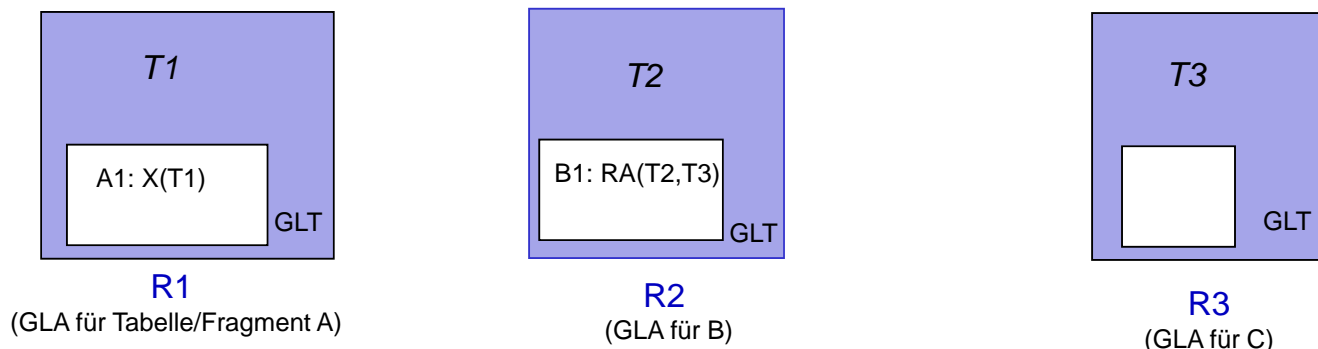 T1
A1: X(T1)
GLT
R1
(GLA für Tabelle/Fragment A)
T2
B1: RA(T2,T3)
GLT
R2
(GLA für B)
T3
GLT
R3
(GLA für C)